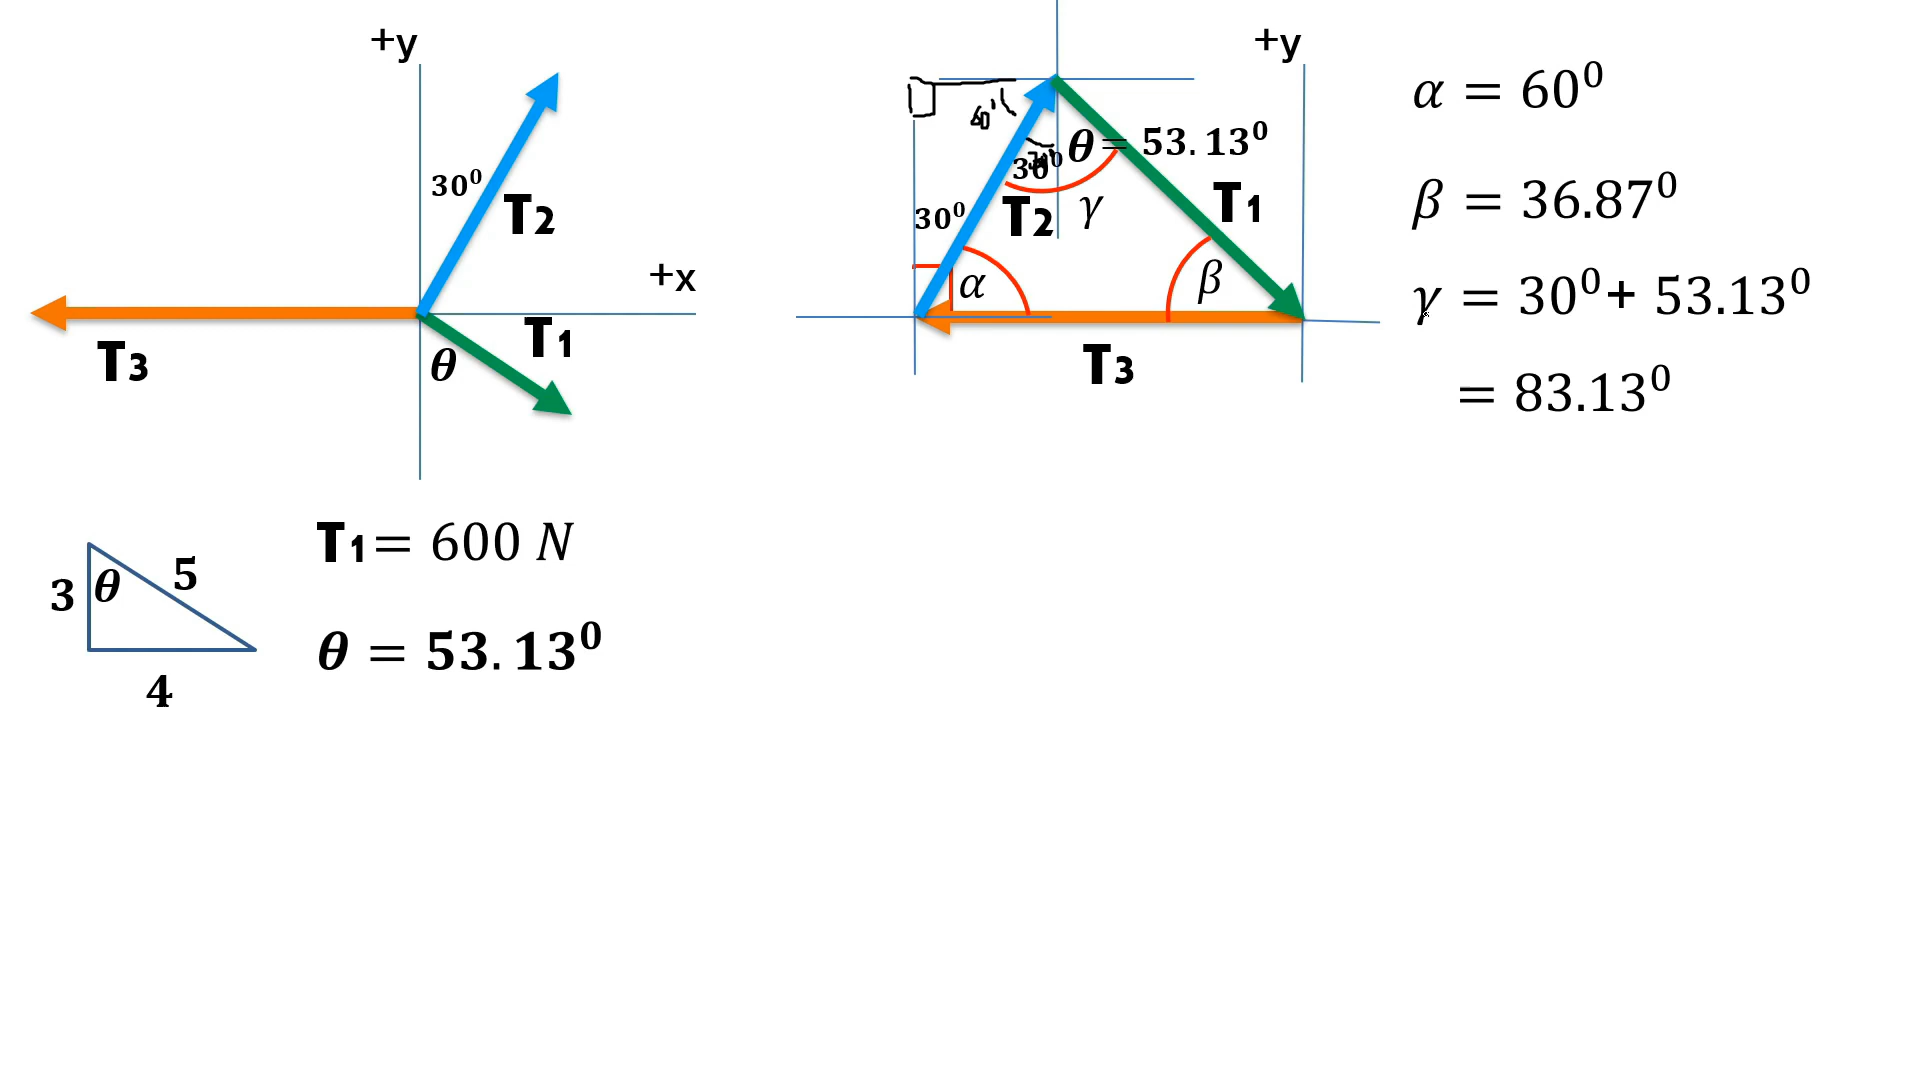 +y
30⁰
T2
+x
T1
θ
T3
3
θ
5
4
T1 = 600 N
θ = 53.13⁰
+y
60°
30⁰
θ = 53.13⁰
30⁰
T2
γ
T1
α
β
T3
α = 60⁰
β = 36.87⁰
γ = 30⁰ + 53.13⁰
= 83.13⁰